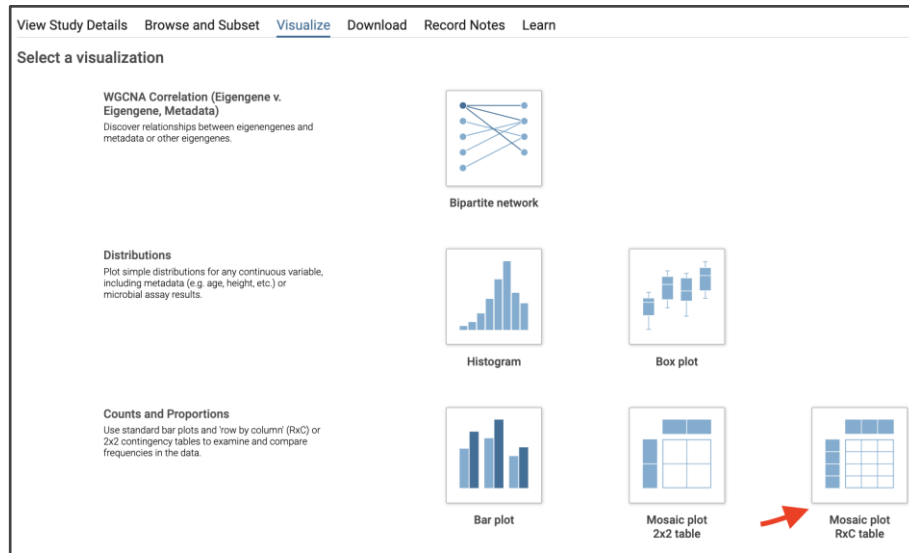 View Study Details Browse and Subset Visualize Download Record Notes Learn
Select a visualization
WGCNA Correlation (Eigengene v.
Eigengene, Metadata)
Discover relationships between eigenengenes and
metadata or other eigengenes.
Bipartite network
Distributions
Plot simple distributions for any continuous variable,
including metadata (e.g. age, height, etc.) or
microbial assay results.
Histogram
Box plot
Counts and Proportions
Use standard bar plots and 'row by column' (RxC) or
2x2 contingency tables to examine and compare
frequencies in the data.
Bar plot
Mosaic plot
2x2 table
Mosaic plot
RxC table